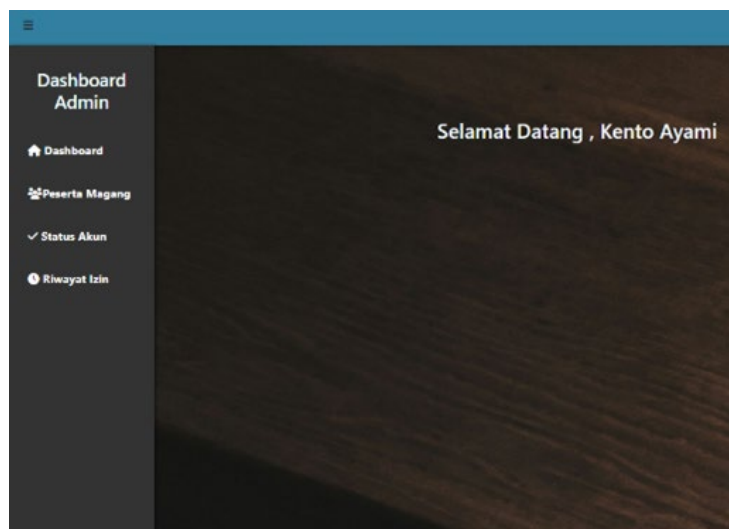 Dashboard
Admin
Selamat Datang , Kento Ayami
Dashboard
Peserta Magang
Status Akun
Riwayat Izin